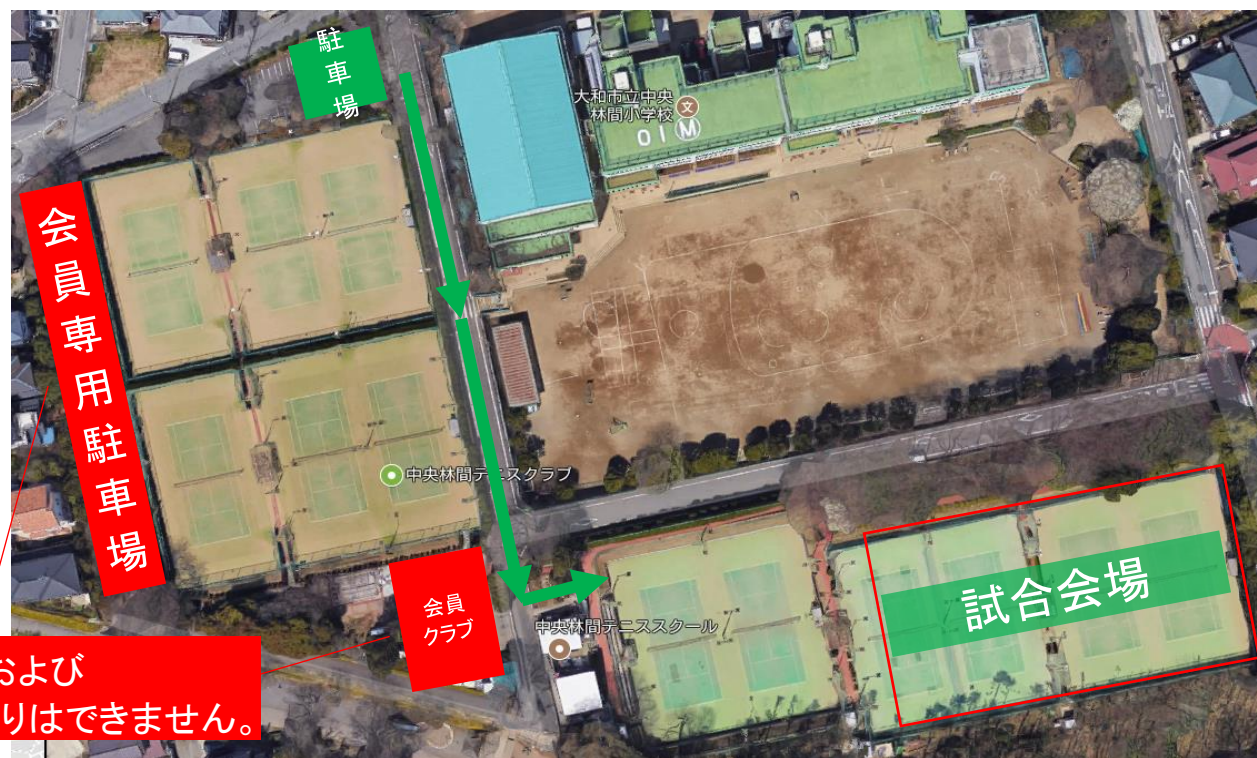 駐車場
大和市立中央
林間小学校
文
OIM
会員専用駐車場
中央林間テニスクラブ
会員
クラブ
試合会場
中央林間テニススクール
および
りはできません。